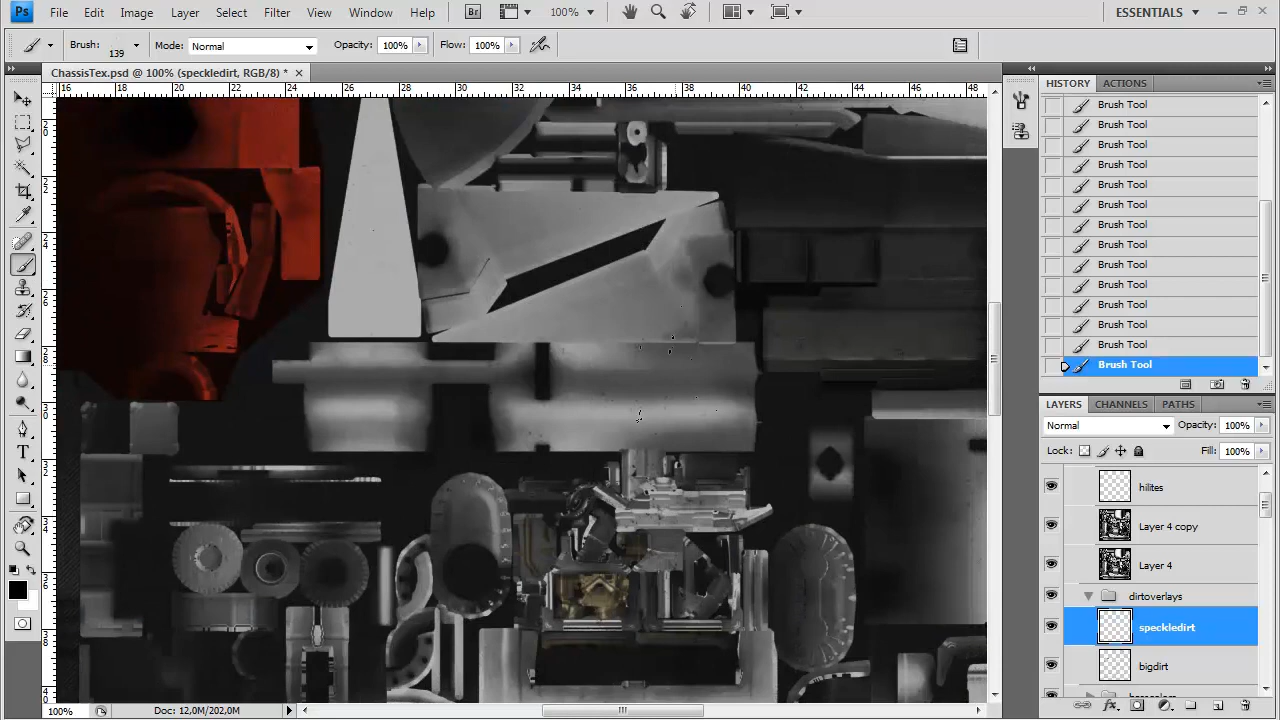 Ps File Edit Image Layer Select Filter View Window Help Br 100% ESSENTIALS
Brush: 139 Mode: Normal Opacity: 100% Flow: 100%
ChassisTex.psd @ 100% (speckledirt, RGB/8) *
16 18 20 22 24 26 28 30 32 34 36 38 40 42 44 46 48
HISTORY ACTIONS
Brush Tool
Brush Tool
Brush Tool
Brush Tool
Brush Tool
Brush Tool
Brush Tool
Brush Tool
Brush Tool
Brush Tool
Brush Tool
Brush Tool
Brush Tool
Brush Tool
LAYERS CHANNELS PATHS
Normal Opacity: 100%
Lock: Fill: 100%
hilites
Layer 4 copy
Layer 4
dirtoverlays
speckledirt
bigdirt
100% Doc: 12,0M/202,0M